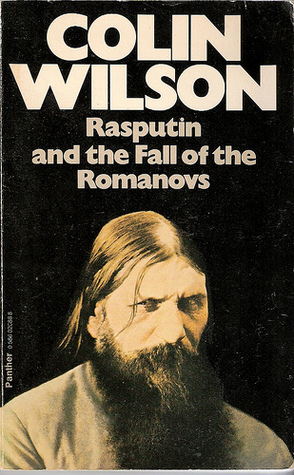 COLIN
WILSON
Rasputin
and the Fall of the
Romanovs
Panther